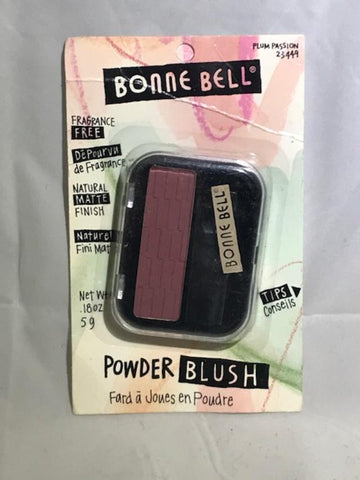 PLUM PASSION
23449
BONNE BELL®
FRAGRANCE
FREE
DÉPOURVU
de Fragrance
NATURAL
MATTE
FINISH
Naturel
Fini Mat
BONNE BELL®
Net Wt
.18oz
5g
TIPS
Conseils
POWDER BLUSH
Fard à Joues en Poudre